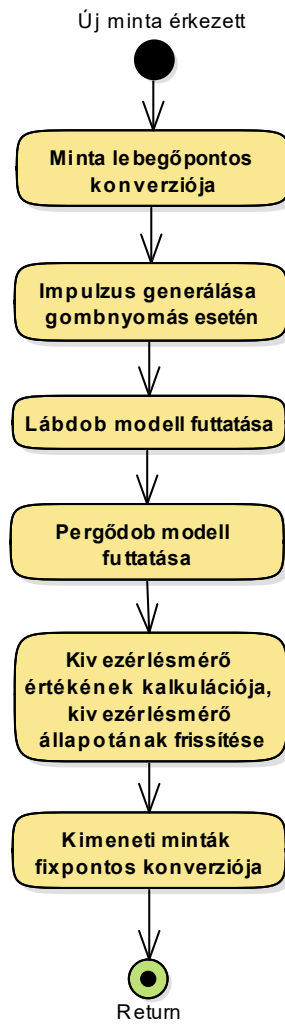 Új minta érkezett
Minta lebegőpontos
konverziója
Impulzus generálása
gombnyomás esetén
Lábdob modell futtatása
Pergődob modell
futtatása
Kivezérlésmérő
értékének kalkulációja,
kivezérlésmérő
állapotának frissítése
Kimeneti minták
fixpontos konverziója
Return